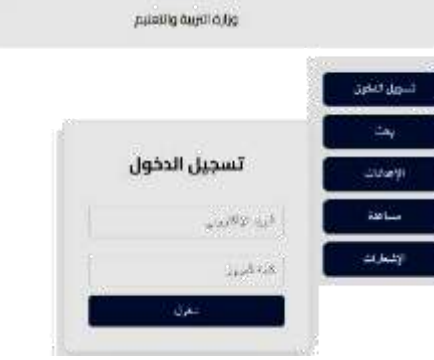 وزارة التربية والتعليم
تسجيل الدخول
بحث
الإعدادات
مساعدة
الإشعارات
تسجيل الدخول
البريد الإلكتروني
كلمة المرور
دخول